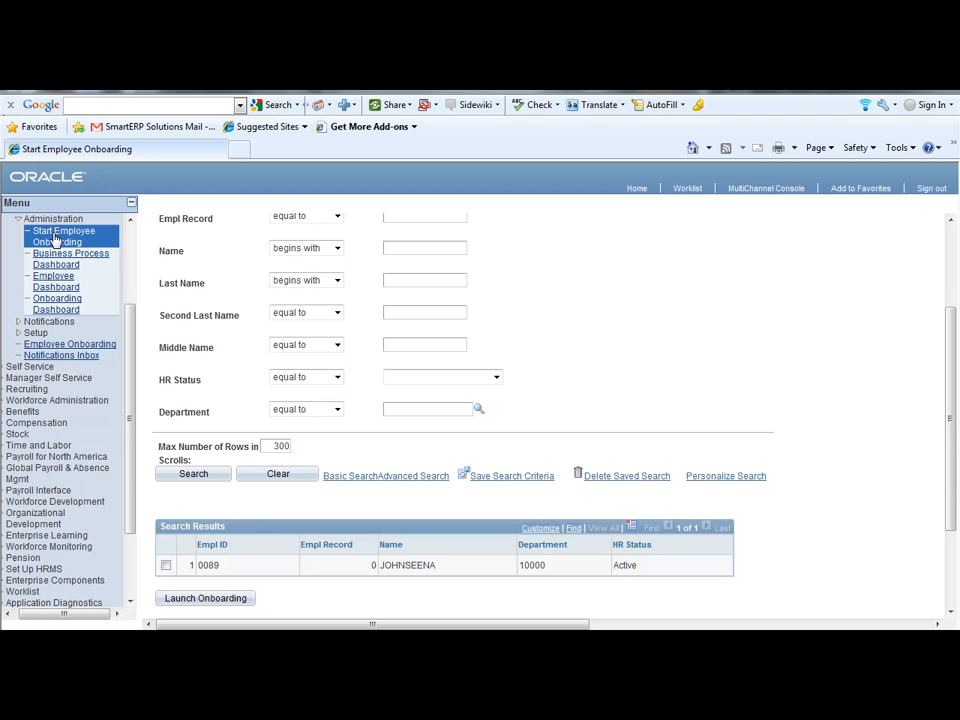 Google Search Share Sidewiki Check Translate AutoFill Sign In
Favorites SmartERP Solutions Mail -... Suggested Sites Get More Add-ons
Start Employee Onboarding Page Safety Tools
ORACLE
Home Worklist MultiChannel Console Add to Favorites Sign out
Menu
Administration
Start Employee
Onboarding
Business Process
Dashboard
Employee
Dashboard
Onboarding
Dashboard
Notifications
Setup
Employee Onboarding
Notifications Inbox
Self Service
Manager Self Service
Recruiting
Workforce Administration
Benefits
Compensation
Stock
Time and Labor
Payroll for North America
Global Payroll & Absence
Mgmt
Payroll Interface
Workforce Development
Organizational
Development
Enterprise Learning
Workforce Monitoring
Pension
Set Up HRMS
Enterprise Components
Worklist
Application Diagnostics
Empl Record equal to
Name begins with
Last Name begins with
Second Last Name equal to
Middle Name equal to
HR Status equal to
Department equal to
Max Number of Rows in 300
Scrolls:
Search Clear Basic Search Advanced Search Save Search Criteria Delete Saved Search Personalize Search
Search Results Customize | Find | View All First 1 of 1 Last
Empl ID Empl Record Name Department HR Status
1 0089 0 JOHNSEENA 10000 Active
Launch Onboarding